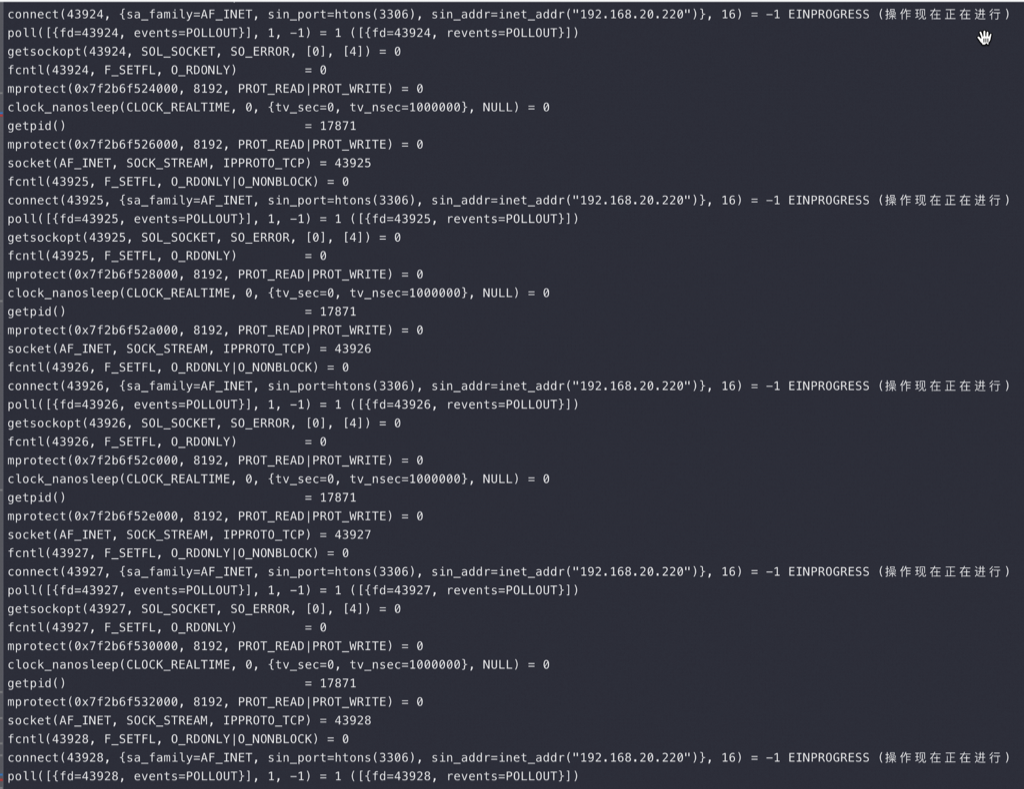 connect(43924, {sa_family=AF_INET, sin_port=htons(3306), sin_addr=inet_addr("192.168.20.220")}, 16) = -1 EINPROGRESS (操作现在正在进行)
poll([{fd=43924, events=POLLOUT}], 1, -1) = 1 ([{fd=43924, revents=POLLOUT}])
getsockopt(43924, SOL_SOCKET, SO_ERROR, [0], [4]) = 0
fcntl(43924, F_SETFL, O_RDONLY)         = 0
mprotect(0x7f2b6f524000, 8192, PROT_READ|PROT_WRITE) = 0
clock_nanosleep(CLOCK_REALTIME, 0, {tv_sec=0, tv_nsec=1000000}, NULL) = 0
getpid()                                = 17871
mprotect(0x7f2b6f526000, 8192, PROT_READ|PROT_WRITE) = 0
socket(AF_INET, SOCK_STREAM, IPPROTO_TCP) = 43925
fcntl(43925, F_SETFL, O_RDONLY|O_NONBLOCK) = 0
connect(43925, {sa_family=AF_INET, sin_port=htons(3306), sin_addr=inet_addr("192.168.20.220")}, 16) = -1 EINPROGRESS (操作现在正在进行)
poll([{fd=43925, events=POLLOUT}], 1, -1) = 1 ([{fd=43925, revents=POLLOUT}])
getsockopt(43925, SOL_SOCKET, SO_ERROR, [0], [4]) = 0
fcntl(43925, F_SETFL, O_RDONLY)         = 0
mprotect(0x7f2b6f528000, 8192, PROT_READ|PROT_WRITE) = 0
clock_nanosleep(CLOCK_REALTIME, 0, {tv_sec=0, tv_nsec=1000000}, NULL) = 0
getpid()                                = 17871
mprotect(0x7f2b6f52a000, 8192, PROT_READ|PROT_WRITE) = 0
socket(AF_INET, SOCK_STREAM, IPPROTO_TCP) = 43926
fcntl(43926, F_SETFL, O_RDONLY|O_NONBLOCK) = 0
connect(43926, {sa_family=AF_INET, sin_port=htons(3306), sin_addr=inet_addr("192.168.20.220")}, 16) = -1 EINPROGRESS (操作现在正在进行)
poll([{fd=43926, events=POLLOUT}], 1, -1) = 1 ([{fd=43926, revents=POLLOUT}])
getsockopt(43926, SOL_SOCKET, SO_ERROR, [0], [4]) = 0
fcntl(43926, F_SETFL, O_RDONLY)         = 0
mprotect(0x7f2b6f52c000, 8192, PROT_READ|PROT_WRITE) = 0
clock_nanosleep(CLOCK_REALTIME, 0, {tv_sec=0, tv_nsec=1000000}, NULL) = 0
getpid()                                = 17871
mprotect(0x7f2b6f52e000, 8192, PROT_READ|PROT_WRITE) = 0
socket(AF_INET, SOCK_STREAM, IPPROTO_TCP) = 43927
fcntl(43927, F_SETFL, O_RDONLY|O_NONBLOCK) = 0
connect(43927, {sa_family=AF_INET, sin_port=htons(3306), sin_addr=inet_addr("192.168.20.220")}, 16) = -1 EINPROGRESS (操作现在正在进行)
poll([{fd=43927, events=POLLOUT}], 1, -1) = 1 ([{fd=43927, revents=POLLOUT}])
getsockopt(43927, SOL_SOCKET, SO_ERROR, [0], [4]) = 0
fcntl(43927, F_SETFL, O_RDONLY)         = 0
mprotect(0x7f2b6f530000, 8192, PROT_READ|PROT_WRITE) = 0
clock_nanosleep(CLOCK_REALTIME, 0, {tv_sec=0, tv_nsec=1000000}, NULL) = 0
getpid()                                = 17871
mprotect(0x7f2b6f532000, 8192, PROT_READ|PROT_WRITE) = 0
socket(AF_INET, SOCK_STREAM, IPPROTO_TCP) = 43928
fcntl(43928, F_SETFL, O_RDONLY|O_NONBLOCK) = 0
connect(43928, {sa_family=AF_INET, sin_port=htons(3306), sin_addr=inet_addr("192.168.20.220")}, 16) = -1 EINPROGRESS (操作现在正在进行)
poll([{fd=43928, events=POLLOUT}], 1, -1) = 1 ([{fd=43928, revents=POLLOUT}])